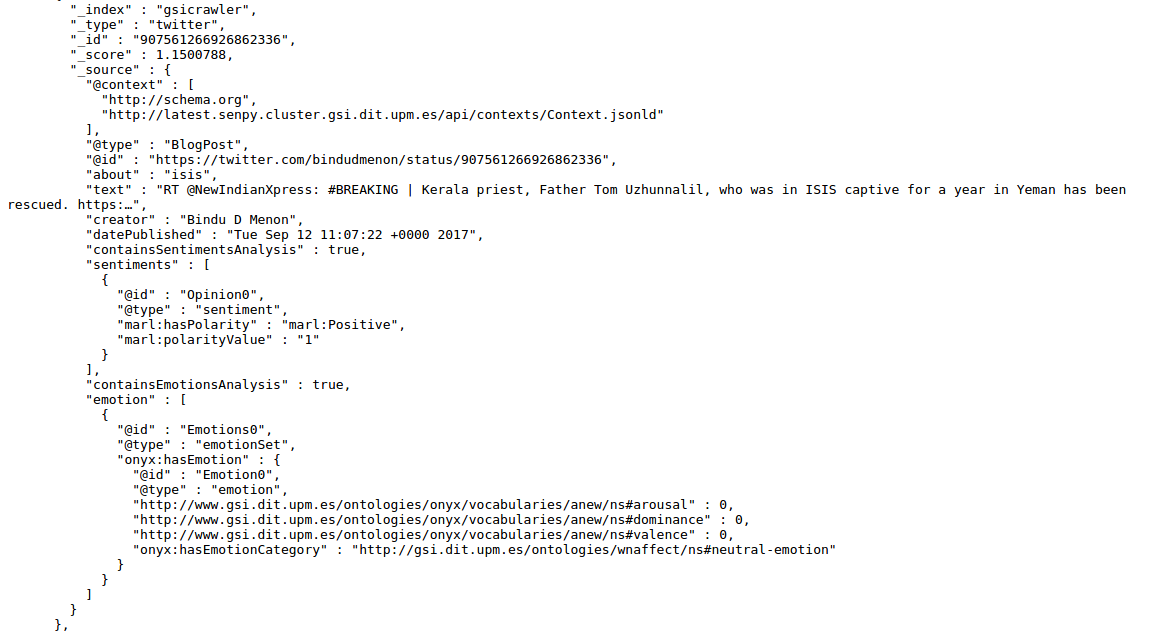 "_index" : "gsicrawler",
"_type" : "twitter",
"_id" : "907561266926862336",
"_score" : 1.1500788,
"_source" : {
"@context" : [
"http://schema.org",
"http://latest.senpy.cluster.gsi.dit.upm.es/api/contexts/Context.jsonld"
],
"@type" : "BlogPost",
"@id" : "https://twitter.com/bindudmenon/status/907561266926862336",
"about" : "isis",
"text" : "RT @NewIndianXpress: #BREAKING | Kerala priest, Father Tom Uzhunnalil, who was in ISIS captive for a year in Yeman has been
rescued. https:…",
"creator" : "Bindu D Menon",
"datePublished" : "Tue Sep 12 11:07:22 +0000 2017",
"containsSentimentsAnalysis" : true,
"sentiments" : [
{
"@id" : "Opinion0",
"@type" : "sentiment",
"marl:hasPolarity" : "marl:Positive",
"marl:polarityValue" : "1"
}
],
"containsEmotionsAnalysis" : true,
"emotion" : [
{
"@id" : "Emotions0",
"@type" : "emotionSet",
"onyx:hasEmotion" : {
"@id" : "Emotion0",
"@type" : "emotion",
"http://www.gsi.dit.upm.es/ontologies/onyx/vocabularies/anew/ns#arousal" : 0,
"http://www.gsi.dit.upm.es/ontologies/onyx/vocabularies/anew/ns#dominance" : 0,
"http://www.gsi.dit.upm.es/ontologies/onyx/vocabularies/anew/ns#valence" : 0,
"onyx:hasEmotionCategory" : "http://gsi.dit.upm.es/ontologies/wnaffect/ns#neutral-emotion"
}
}
]
}
},